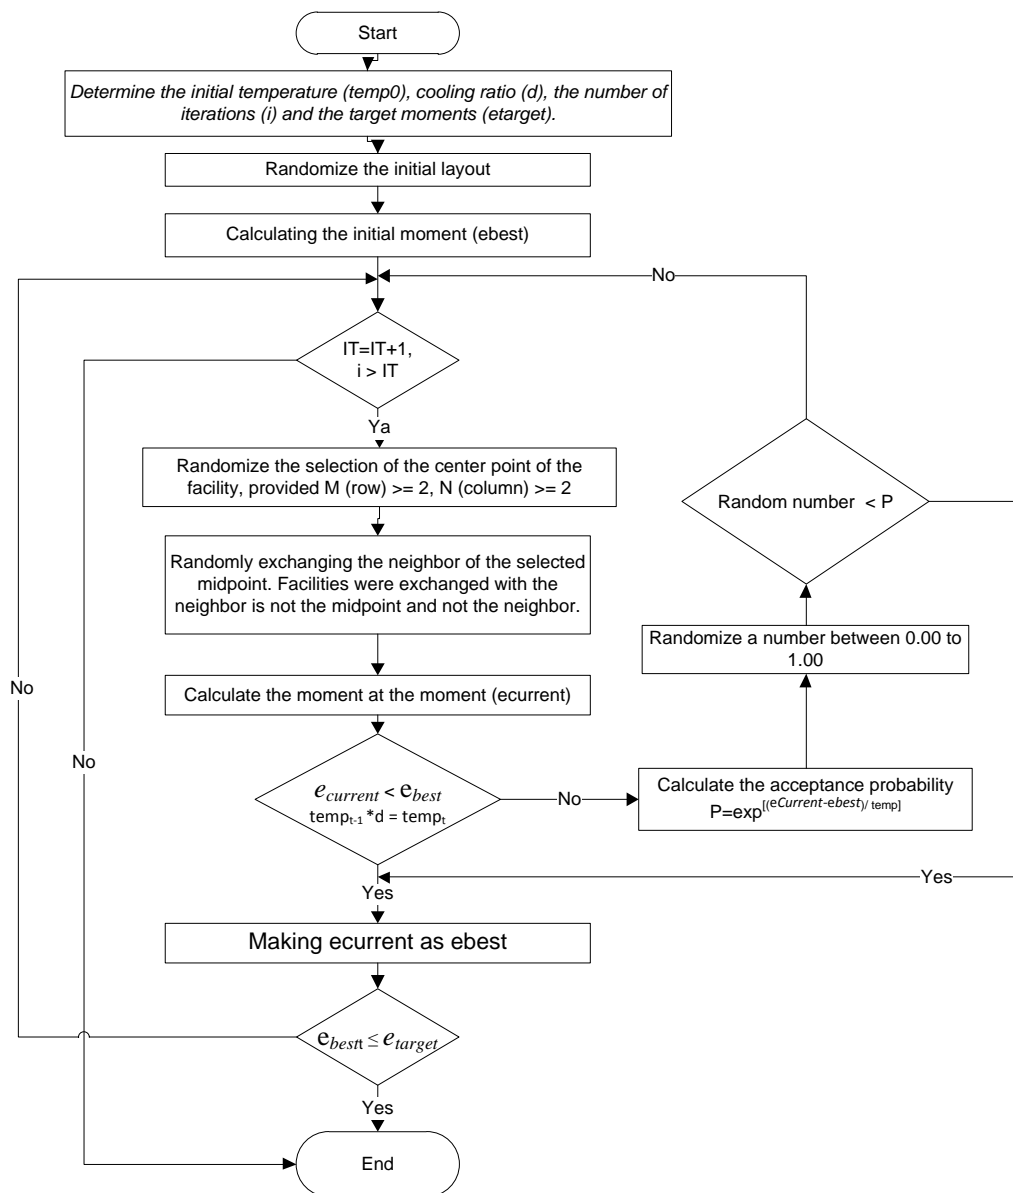 Start
Determine the initial temperature (temp0), cooling ratio (d), the number of
iterations (i) and the target moments (etarget).
Randomize the initial layout
Calculating the initial moment (ebest)
No
IT=IT+1,
i > IT
Ya
Randomize the selection of the center point of the
facility, provided M (row) >= 2, N (column) >= 2
Random number < P
Randomly exchanging the neighbor of the selected
midpoint. Facilities were exchanged with the
neighbor is not the midpoint and not the neighbor.
Randomize a number between 0.00 to
1.00
No
Calculate the moment at the moment (ecurrent)
No
ecurrent < ebest
tempt-1 *d = tempt
No
Calculate the acceptance probability
P=exp[(eCurrent-ebest)/ temp]
Yes
Yes
Making ecurrent as ebest
ebestt ≤ etarget
Yes
End